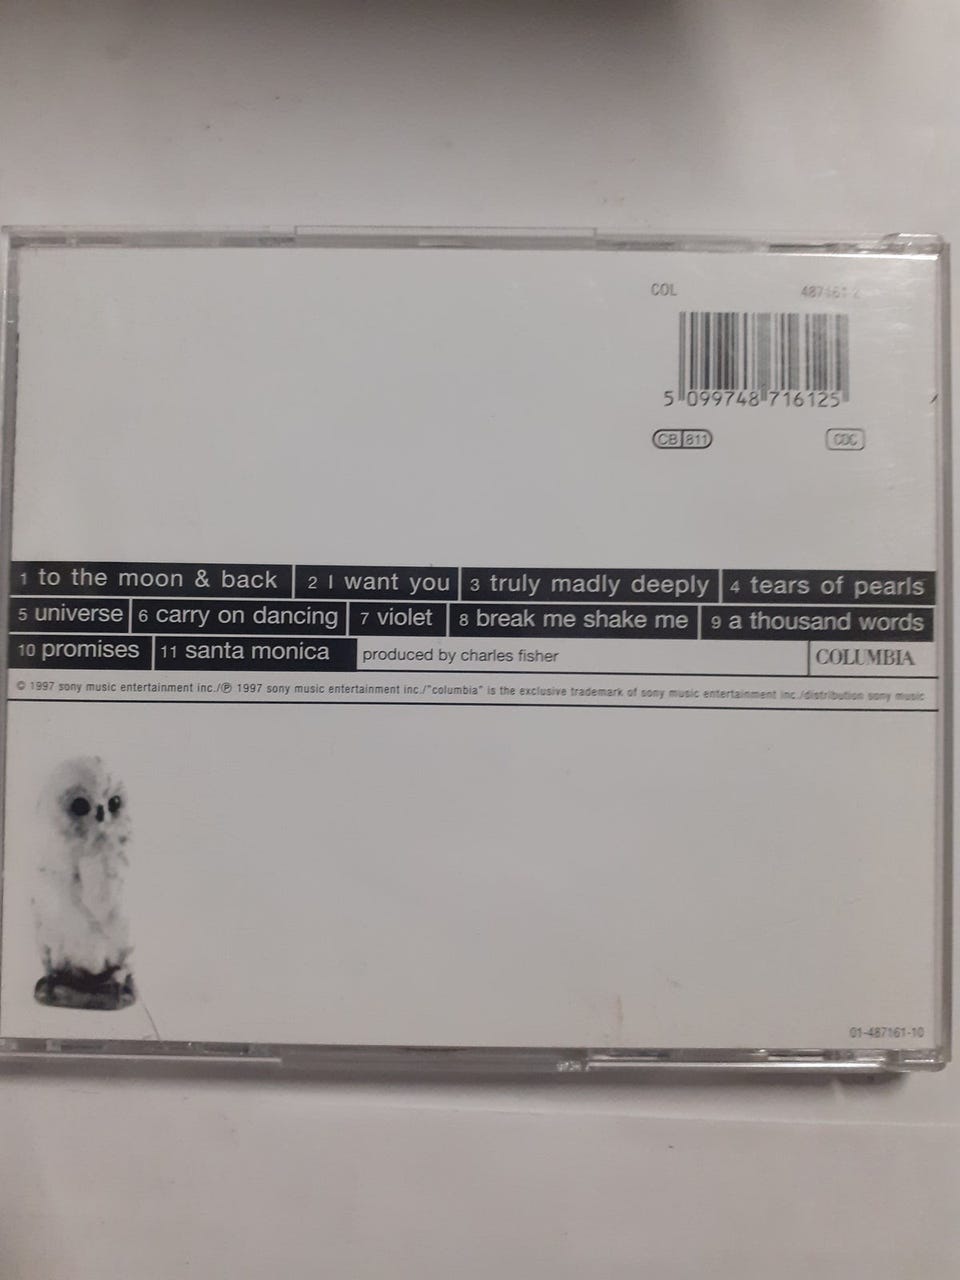 COL 487161 2
5 099748 716125
CB 811 CDC
1 to the moon & back 2 I want you 3 truly madly deeply 4 tears of pearls
5 universe 6 carry on dancing 7 violet 8 break me shake me 9 a thousand words
10 promises 11 santa monica produced by charles fisher COLUMBIA
© 1997 sony music entertainment inc./℗ 1997 sony music entertainment inc./"columbia" is the exclusive trademark of sony music entertainment inc./distribution sony music
01-487161-10